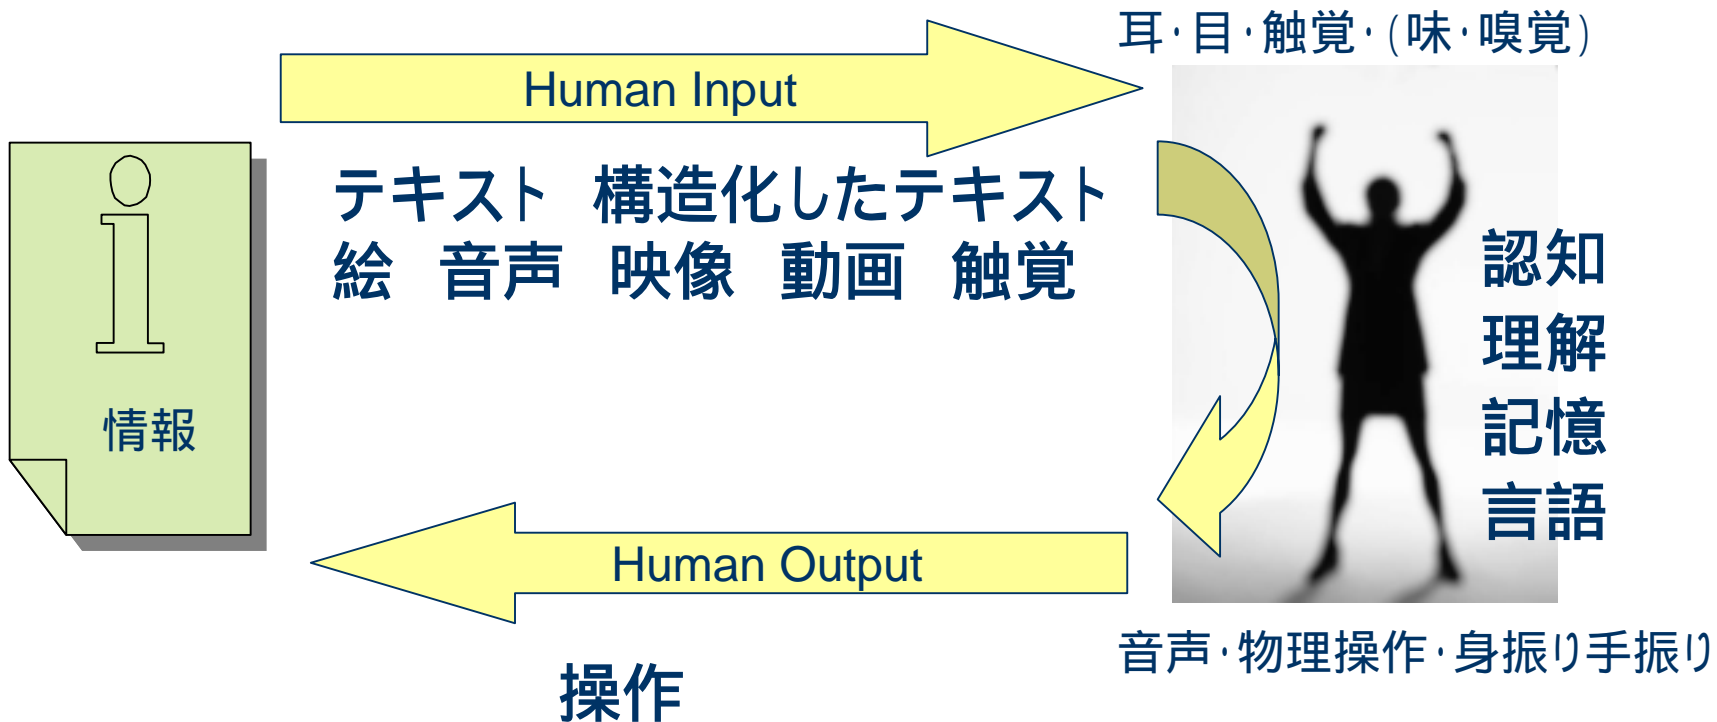 耳・目・触覚・(味・嗅覚)
Human Input
テキスト　構造化したテキスト
絵　音声　映像　動画　触覚
i
情報
認知
理解
記憶
言語
Human Output
音声・物理操作・身振り手振り
操作